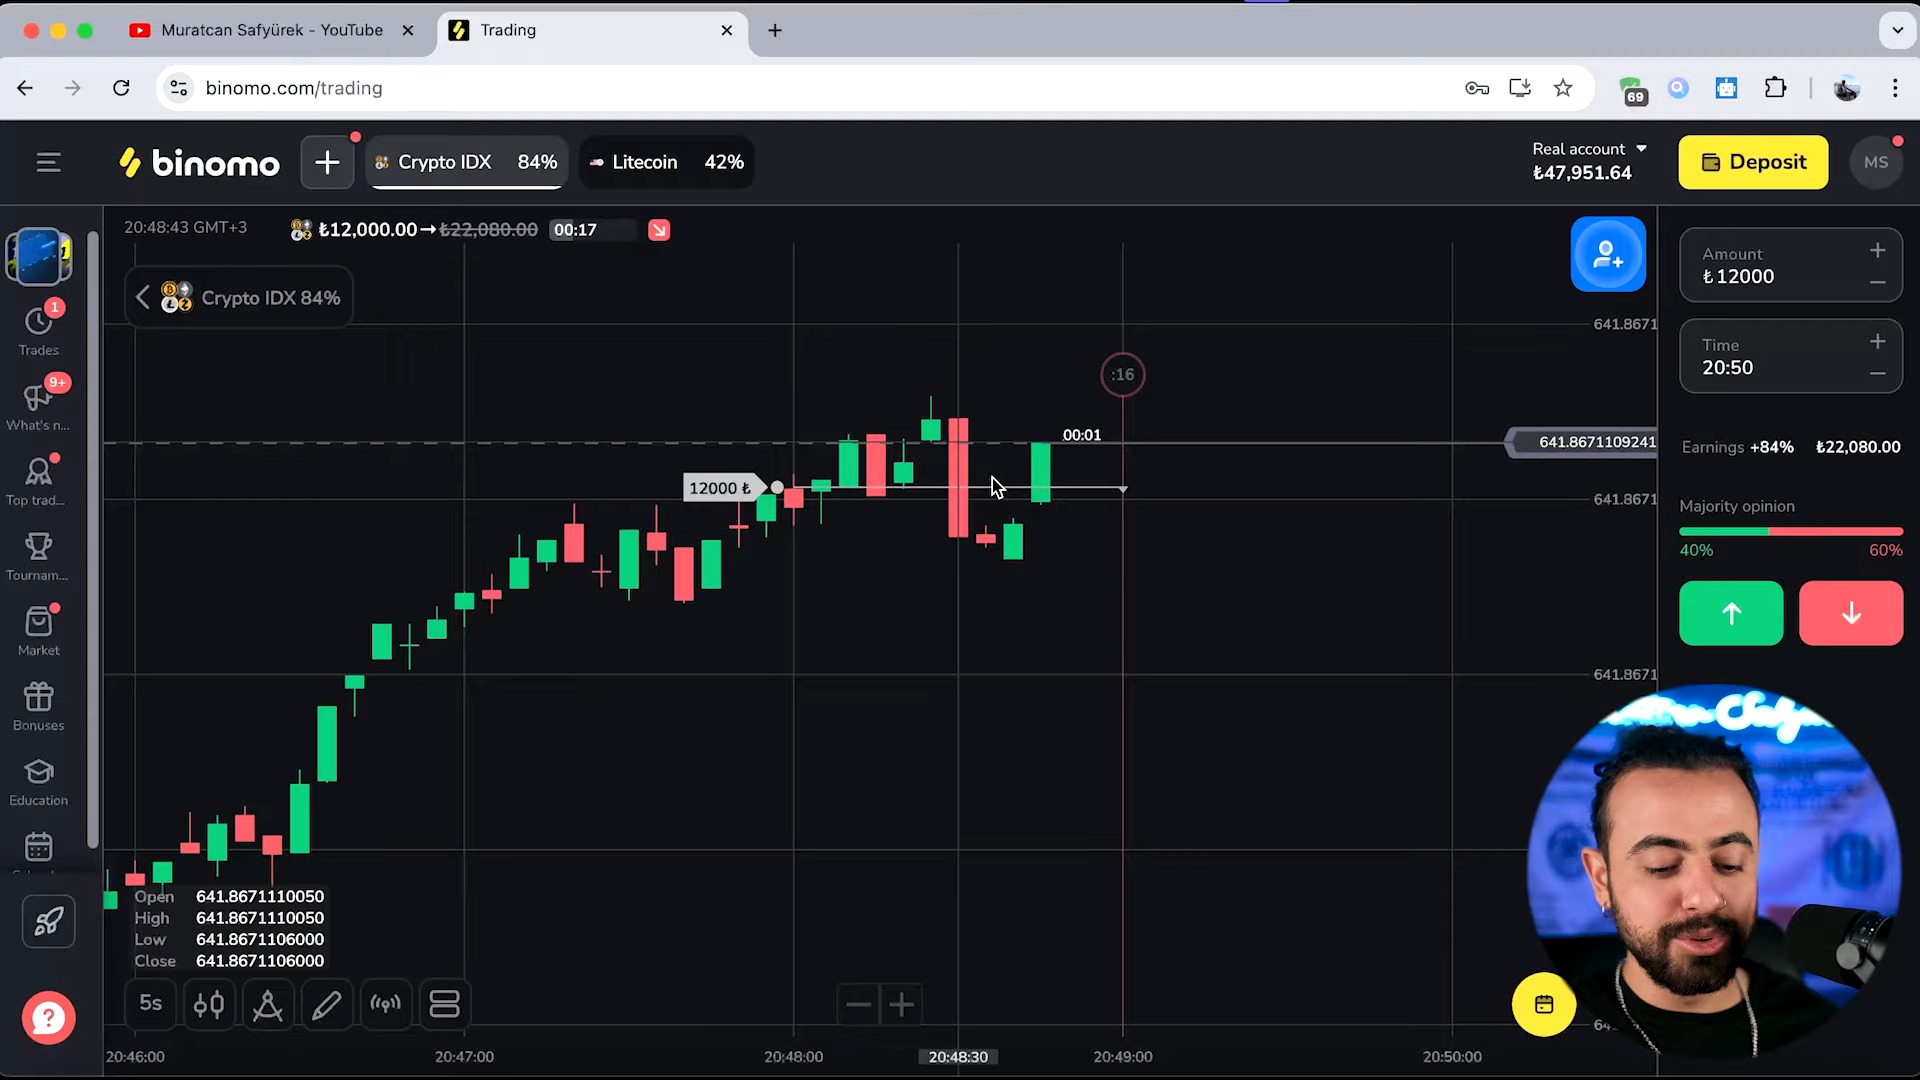 Muratcan Safyürek - YouTube
Trading
binomo.com/trading
69
binomo
Crypto IDX 84%
Litecoin 42%
Real account
₺47,951.64
Deposit
MS
20:48:43 GMT+3
₺12,000.00→₺22,080.00
00:17
Crypto IDX 84%
1
Trades
9+
What's n...
Top trad...
Tournam...
Market
Bonuses
Education
:16
00:01
12000 ₺
641.8671
641.8671109241
641.8671
641.8671
Amount
₺12000
Time
20:50
Earnings +84% ₺22,080.00
Majority opinion
40% 60%
Open 641.8671110050
High 641.8671110050
Low 641.8671106000
Close 641.8671106000
5s
20:46:00
20:47:00
20:48:00
20:48:30
20:49:00
20:50:00